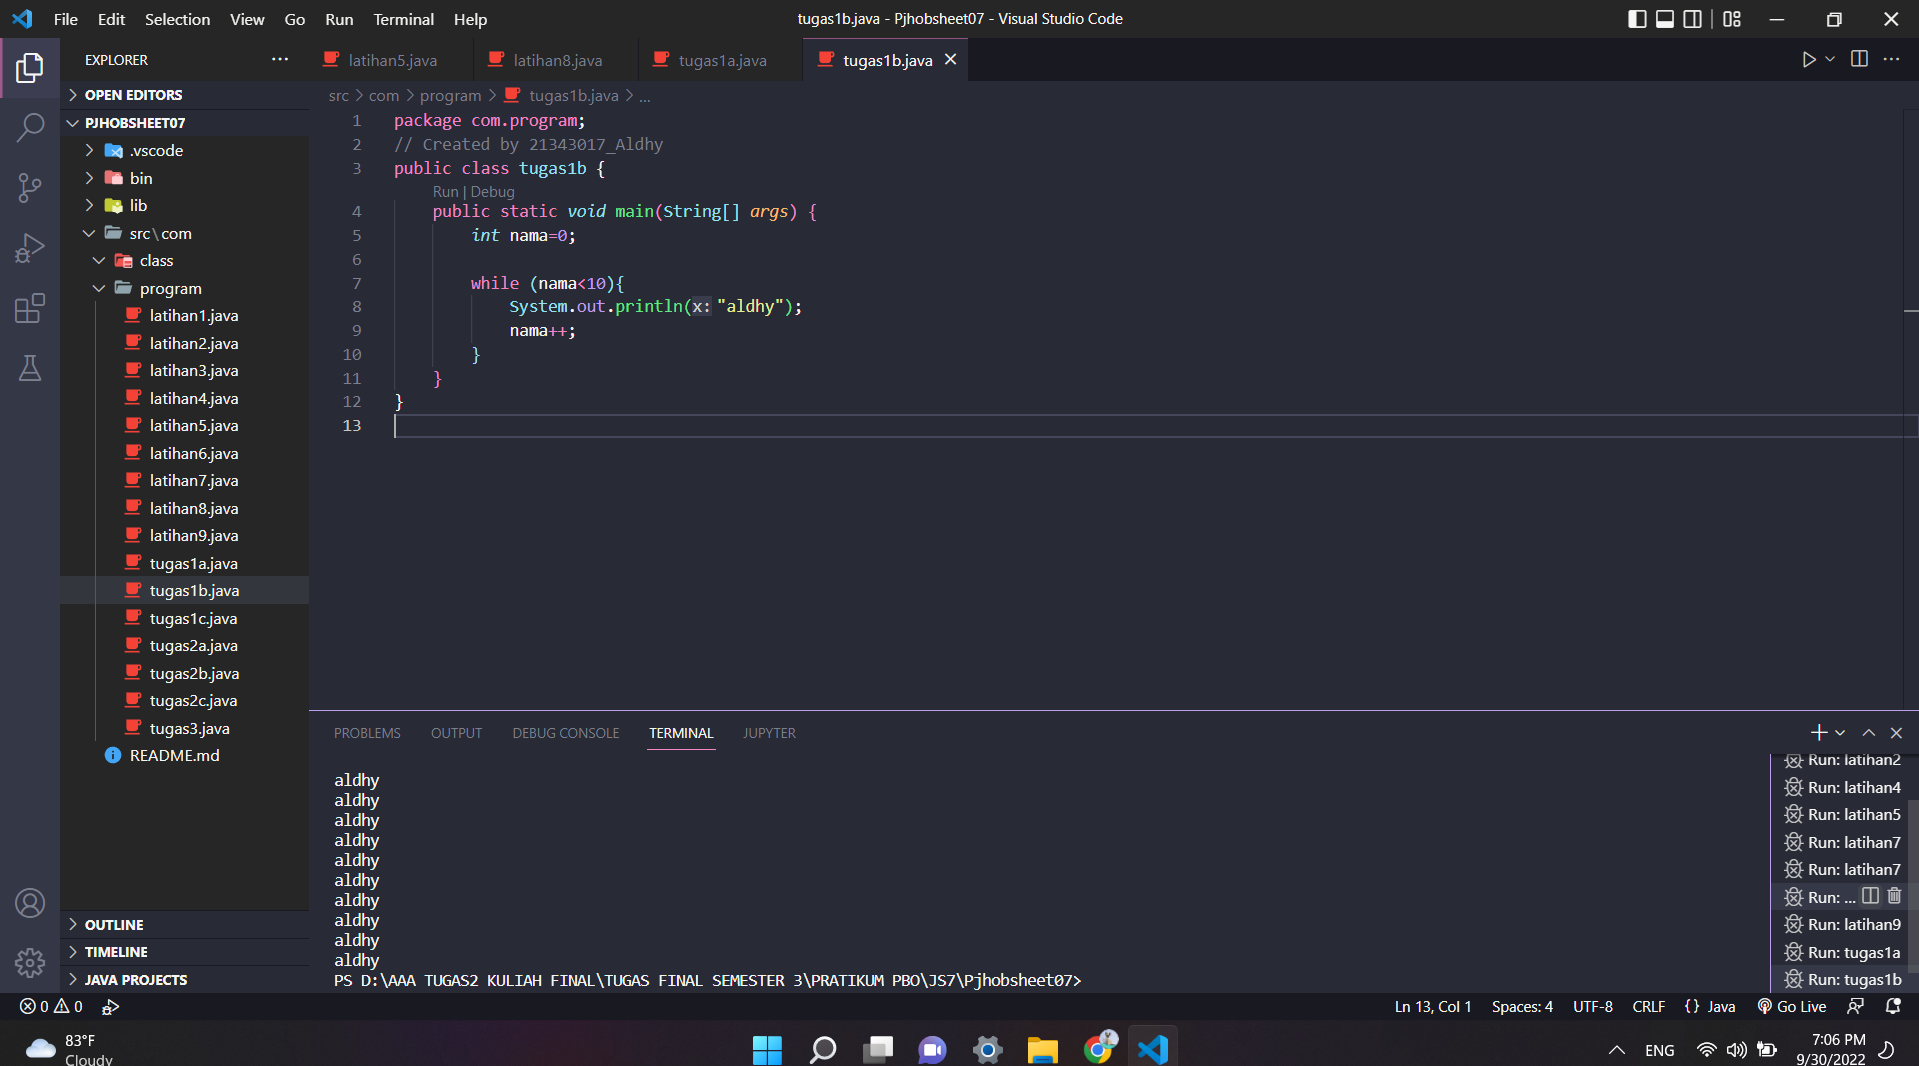 File Edit Selection View Go Run Terminal Help
tugas1b.java - Pjhobsheet07 - Visual Studio Code
EXPLORER
OPEN EDITORS
PJHOBSHEET07
.vscode
bin
lib
src\com
class
program
latihan1.java
latihan2.java
latihan3.java
latihan4.java
latihan5.java
latihan6.java
latihan7.java
latihan8.java
latihan9.java
tugas1a.java
tugas1b.java
tugas1c.java
tugas2a.java
tugas2b.java
tugas2c.java
tugas3.java
README.md
OUTLINE
TIMELINE
JAVA PROJECTS
latihan5.java latihan8.java tugas1a.java tugas1b.java
src > com > program > tugas1b.java > ...
1 package com.program;
2 // Created by 21343017_Aldhy
3 public class tugas1b {
Run | Debug
4 public static void main(String[] args) {
5 int nama=0;
6
7 while (nama<10){
8 System.out.println(x: "aldhy");
9 nama++;
10 }
11 }
12 }
13
PROBLEMS OUTPUT DEBUG CONSOLE TERMINAL JUPYTER
aldhy
aldhy
aldhy
aldhy
aldhy
aldhy
aldhy
aldhy
aldhy
aldhy
PS D:\AAA TUGAS2 KULIAH FINAL\TUGAS FINAL SEMESTER 3\PRATIKUM PBO\JS7\Pjhobsheet07>
Run: latihan2
Run: latihan4
Run: latihan5
Run: latihan7
Run: latihan7
Run: ...
Run: latihan9
Run: tugas1a
Run: tugas1b
0 0
Ln 13, Col 1 Spaces: 4 UTF-8 CRLF {} Java Go Live
83°F
Cloudy
ENG
7:06 PM
9/30/2022